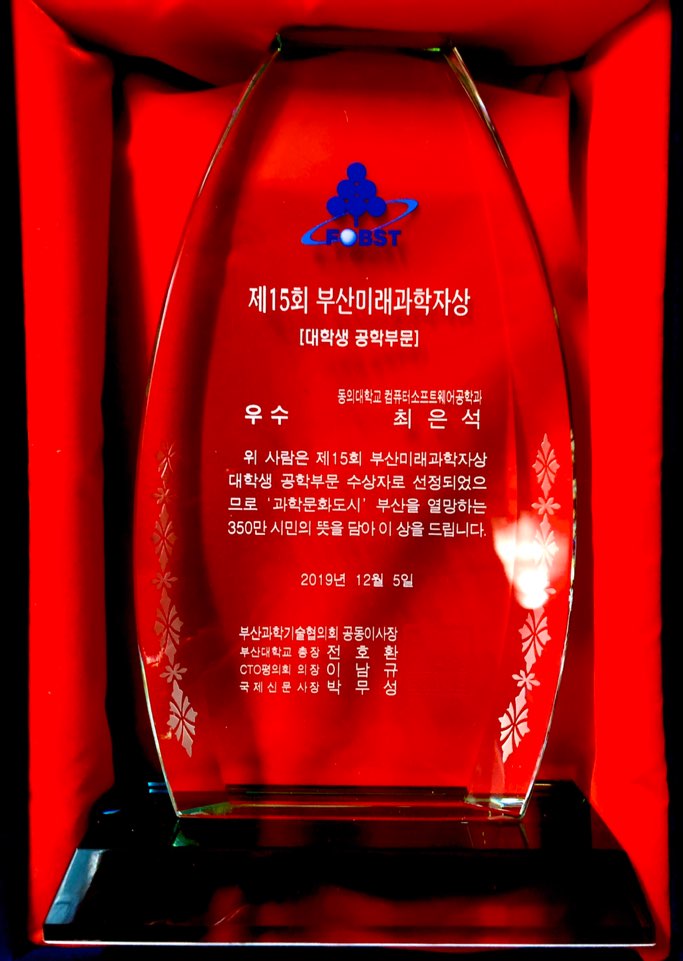 FOBST
제15회 부산미래과학자상
[대학생 공학부문]
동의대학교 컴퓨터소프트웨어공학과
우수 최은석
위 사람은 제15회 부산미래과학자상
대학생 공학부문 수상자로 선정되었으
므로 '과학문화도시' 부산을 열망하는
350만 시민의 뜻을 담아 이 상을 드립니다.
2019년 12월 5일
부산과학기술협의회 공동이사장
부산대학교 총장 전호환
CTO평의회 의장 이남규
국제신문 사장 박무성